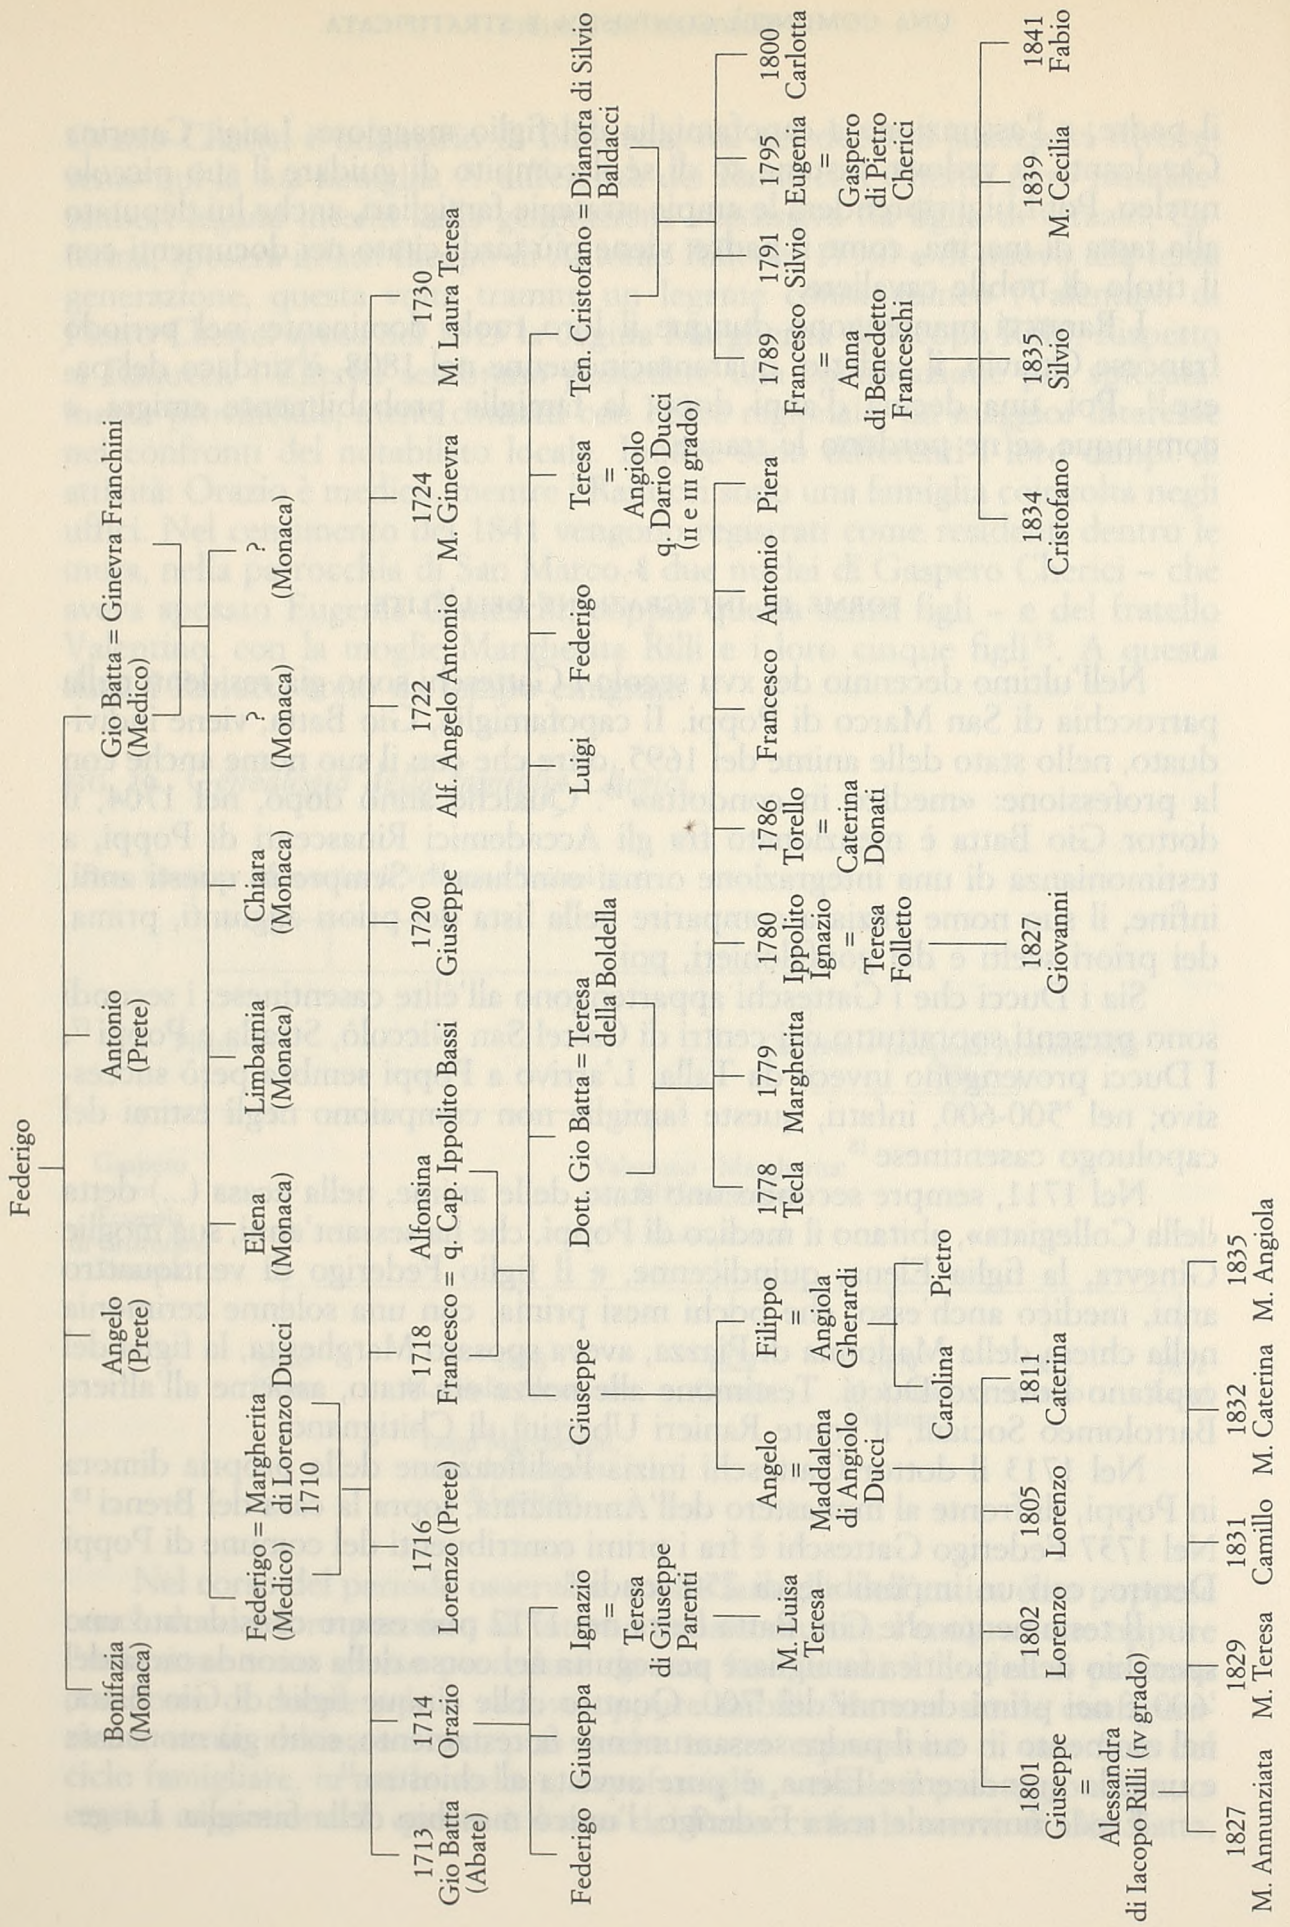 Federigo
Bonifazia
(Monaca)
Angelo
(Prete)
Antonio
(Prete)
Gio Batta = Ginevra Franchini
(Medico)
Federigo = Margherita
(Medico) di Lorenzo Ducci
1710
Elena
(Monaca)
Limbarnia
(Monaca)
Chiara
(Monaca)
?
(Monaca)
?
(Monaca)
1713
Gio Batta
(Abate)
1714
Orazio
1716
Lorenzo (Prete)
1718
Francesco =
Alfonsina
q.Cap. Ippolito Bassi
1720
Giuseppe
1722
Alf. Angelo Antonio
1724
M. Ginevra
1730
M. Laura Teresa
Federigo
Giuseppa
Ignazio
=
Teresa
di Giuseppe
Parenti
Giuseppe
Dott. Gio Batta = Teresa
della Boldella
Luigi
Federigo
Teresa
=
Angiolo
q. Dario Ducci
(II e III grado)
Ten. Cristofano = Dianora di Silvio
Baldacci
M. Luisa
Teresa
Angelo
=
Maddalena
di Angiolo
Ducci
Filippo
=
Angiola
Gherardi
1778
Tecla
1779
Margherita
1780
Ippolito
Ignazio
=
Teresa
Folletto
1786
Torello
=
Caterina
Donati
Francesco
Antonio
Piera
1789
Francesco
=
Anna
di Benedetto
Franceschi
1791
Silvio
1795
Eugenia
=
Gaspero
di Pietro
Cherici
1800
Carlotta
Carolina
Pietro
1801
Giuseppe
=
Alessandra
di Iacopo Rilli (IV grado)
1802
Lorenzo
1805
Lorenzo
1811
Caterina
1827
Giovanni
1834
Cristofano
1835
Silvio
1839
M. Cecilia
1841
Fabio
1827
M. Annunziata
1829
M. Teresa
1831
Camillo
1832
M. Caterina
1835
M. Angiola